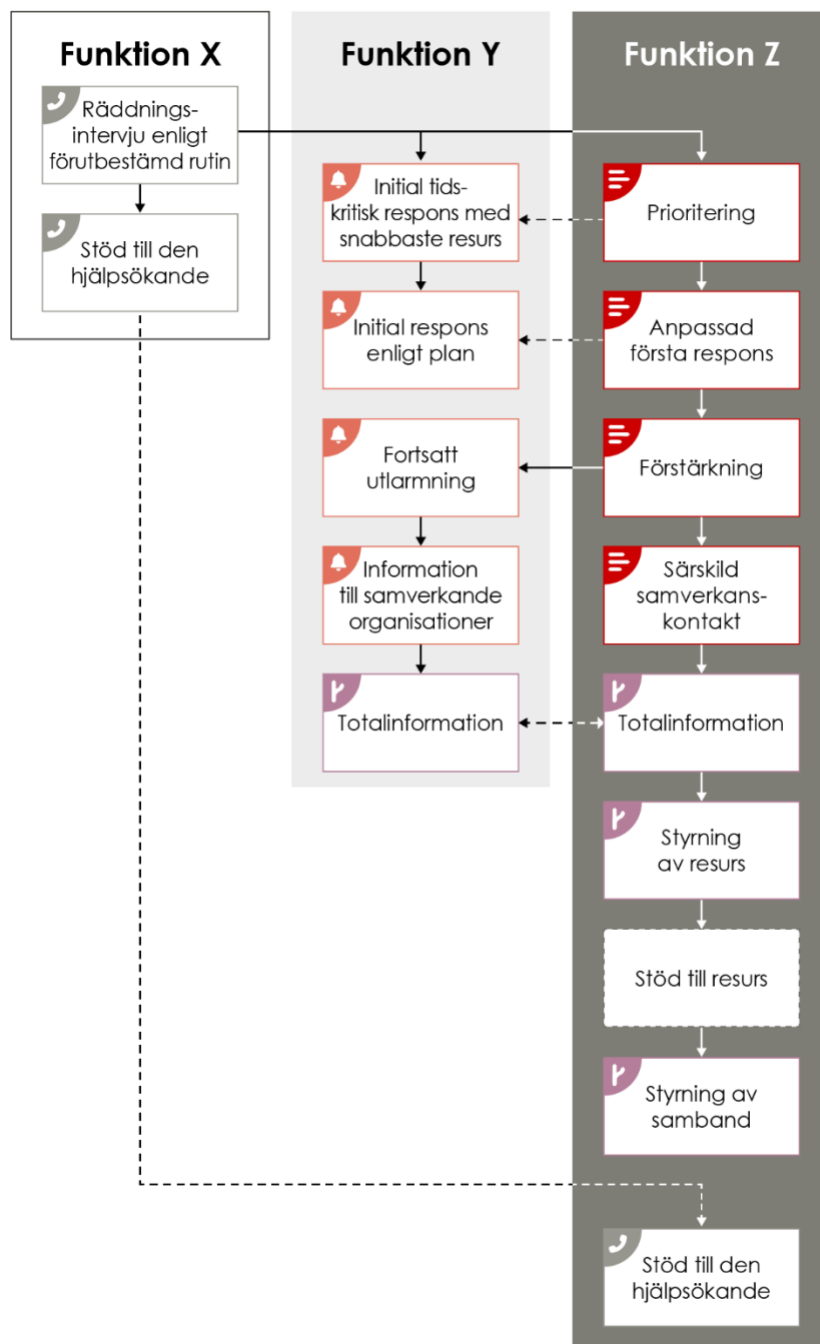 Funktion X
Räddnings-
intervju enligt
förutbestämd rutin
Stöd till den
hjälpsökande
Funktion Y
Initial tids-
kritisk respons med
snabbaste resurs
Initial respons
enligt plan
Fortsatt
utlarmning
Information
till samverkande
organisationer
Totalinformation
Funktion Z
Prioritering
Anpassad
första respons
Förstärkning
Särskild
samverkans-
kontakt
Totalinformation
Styrning
av resurs
Stöd till resurs
Styrning av
samband
Stöd till den
hjälpsökande